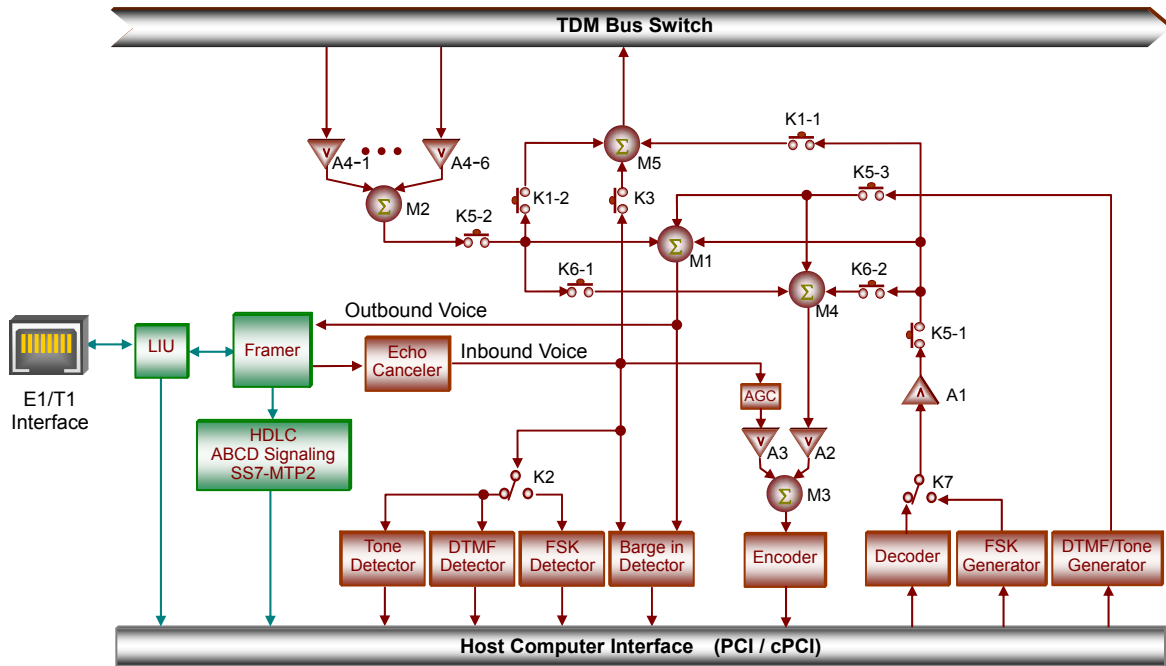 TDM Bus Switch
K1-1
A4-1
A4-6
M5
K5-3
M2
K1-2
K3
K5-2
M1
K6-1
K6-2
M4
Outbound Voice
K5-1
LIU
Framer
Echo
Canceler
Inbound Voice
E1/T1
Interface
AGC
A1
HDLC
ABCD Signaling
SS7-MTP2
A3
A2
K2
K7
M3
Tone
Detector
DTMF
Detector
FSK
Detector
Barge in
Detector
Encoder
Decoder
FSK
Generator
DTMF/Tone
Generator
Host Computer Interface (PCI / cPCI)
Σ
Σ
Σ
Σ
Σ
V
V
V
V
V